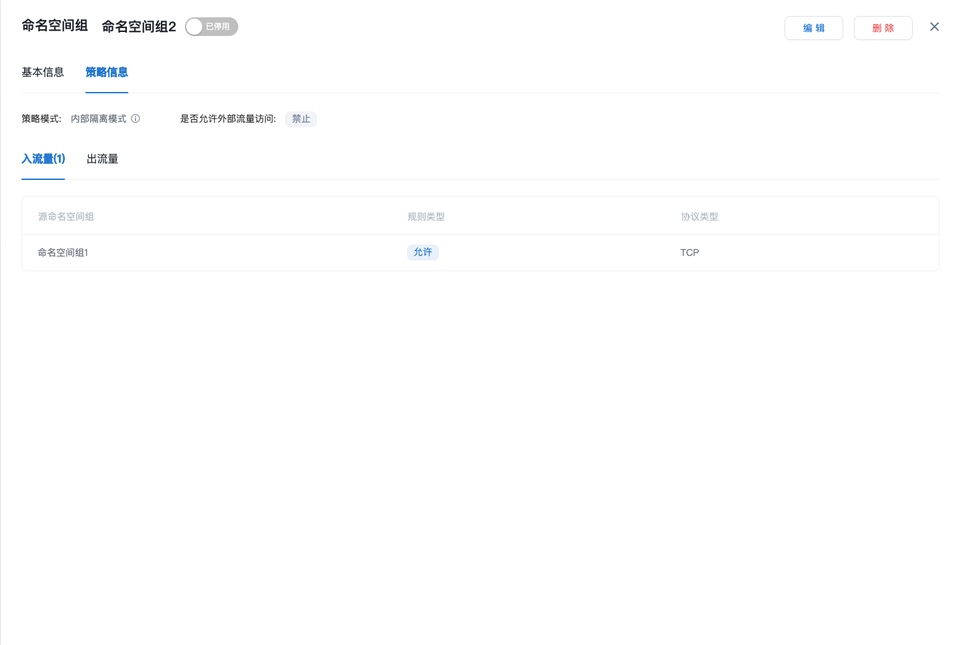 命名空间组 命名空间组2 已停用 编 辑 删 除
基本信息 策略信息
策略模式: 内部隔离模式 是否允许外部流量访问: 禁止
入流量(1) 出流量
源命名空间组 规则类型 协议类型
命名空间组1 允许 TCP